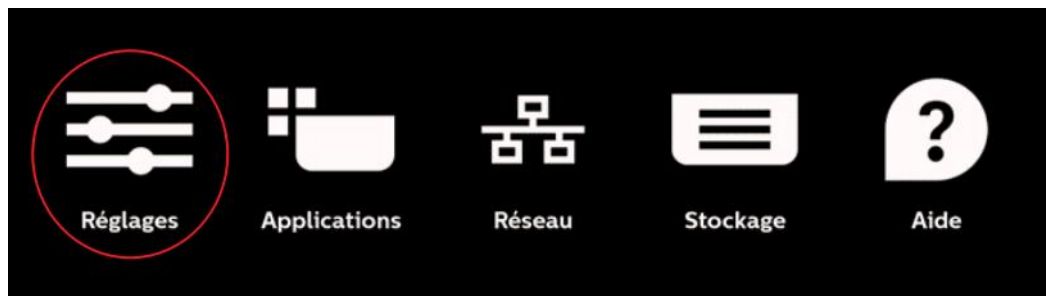 Réglages
Applications
Réseau
Stockage
Aide
?